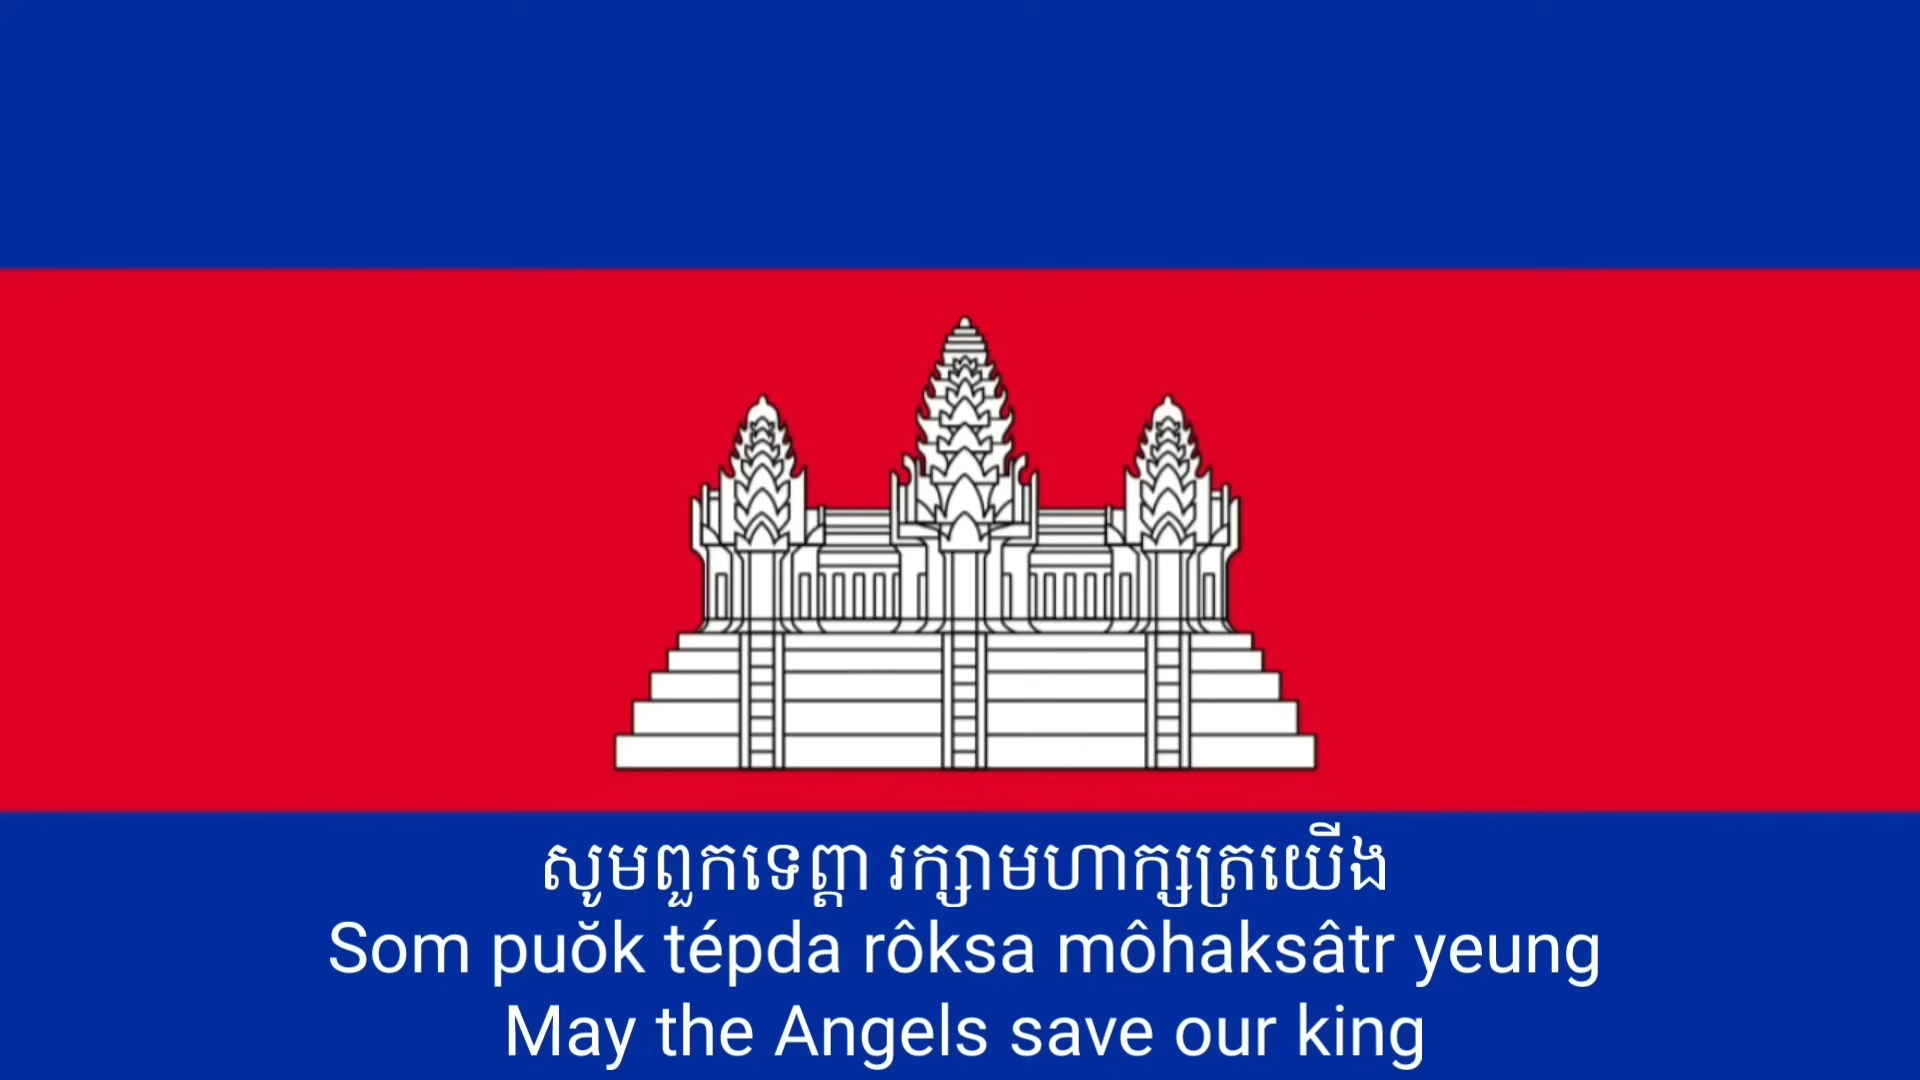 សូមពួកទេព្តា រក្សាមហាក្សត្រយើង
Som puŏk tépda rôksa môhaksâtr yeung
May the Angels save our king